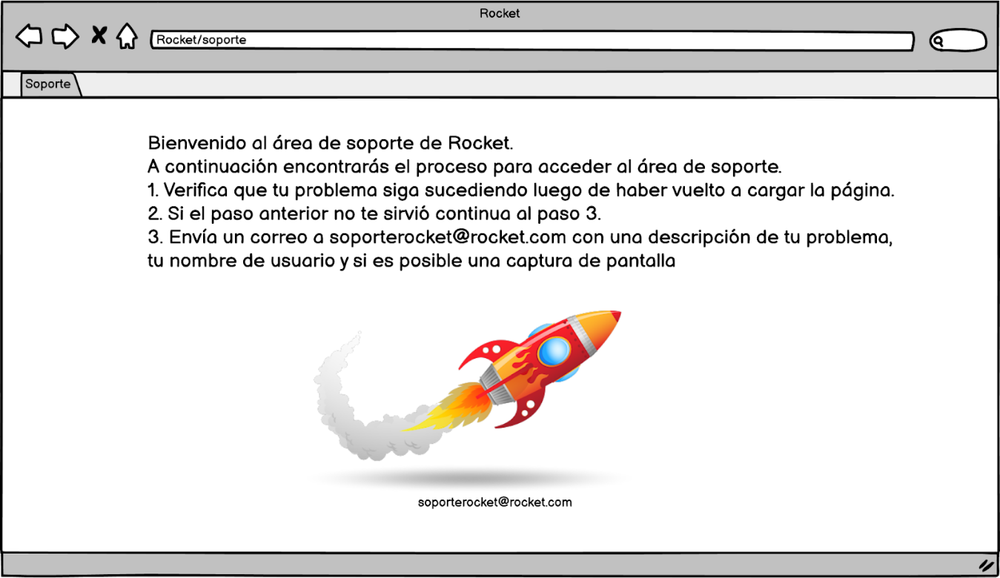 Rocket
Rocket/soporte
Soporte
Bienvenido al área de soporte de Rocket.
A continuación encontrarás el proceso para acceder al área de soporte.
1. Verifica que tu problema siga sucediendo luego de haber vuelto a cargar la página.
2. Si el paso anterior no te sirvió continua al paso 3.
3. Envía un correo a soporterocket@rocket.com con una descripción de tu problema,
tu nombre de usuario y si es posible una captura de pantalla
soporterocket@rocket.com